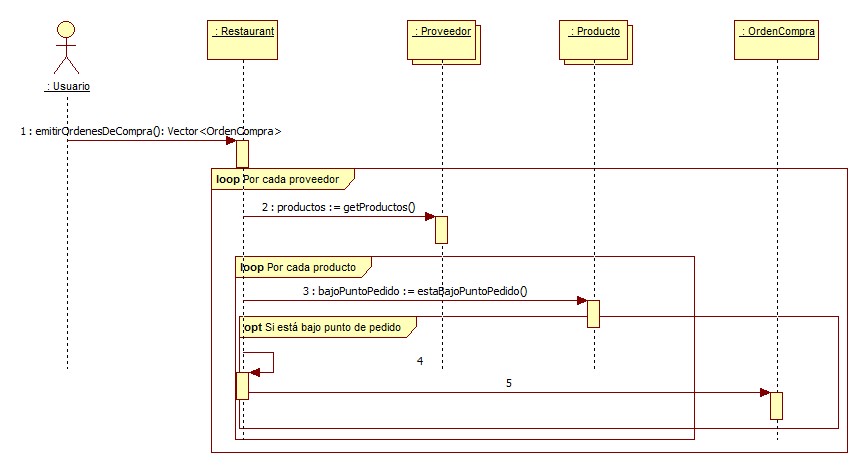 : Restaurant
: Proveedor
: Producto
: OrdenCompra
: Usuario
1 : emitirOrdenesDeCompra(): Vector<OrdenCompra>
loop Por cada proveedor
2 : productos := getProductos()
loop Por cada producto
3 : bajoPuntoPedido := estaBajoPuntoPedido()
opt Si está bajo punto de pedido
4
5